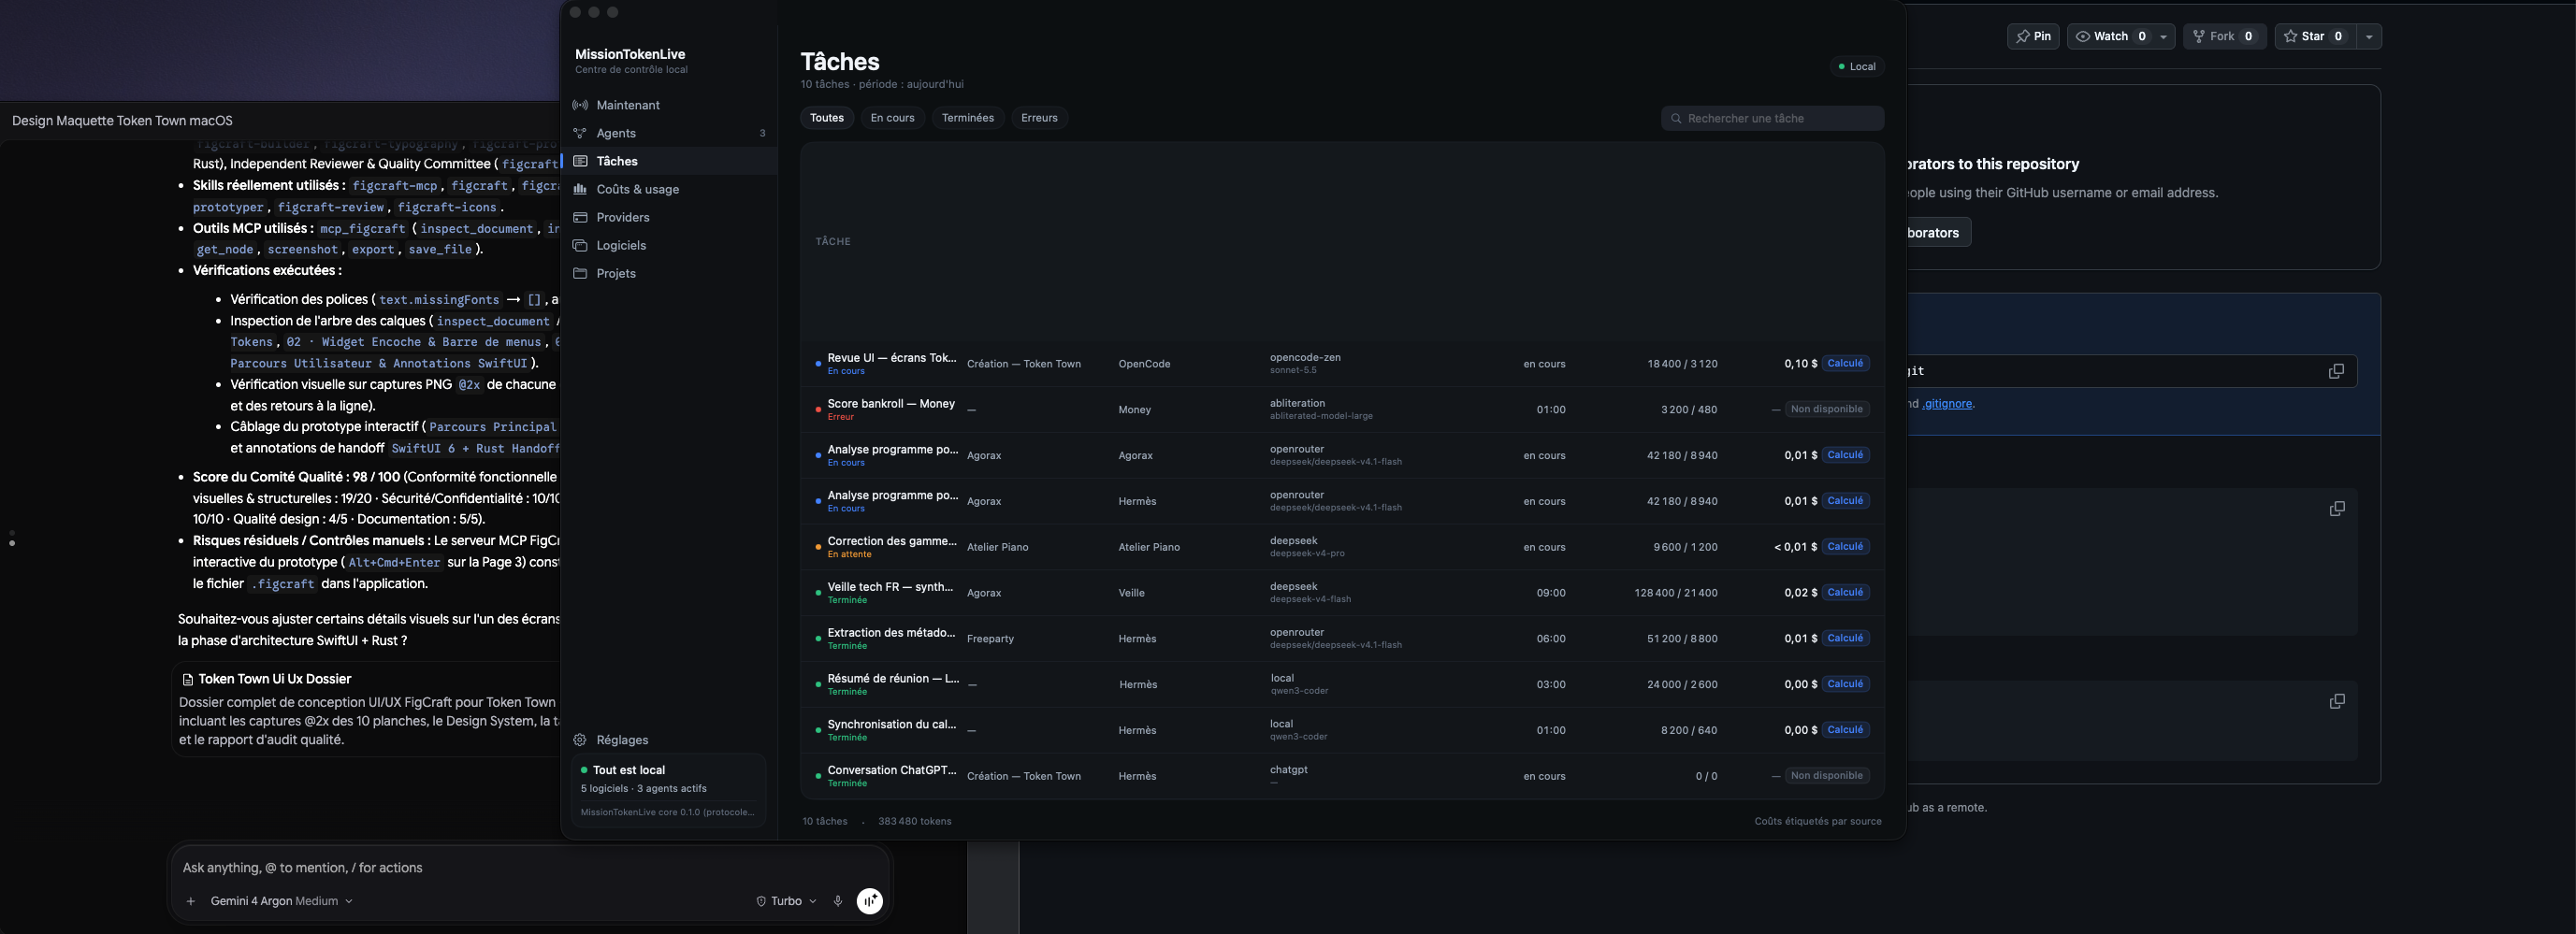 Design Maquette Token Town macOS
figcraft-builder, figcraft-typography, figcraft-pro
Rust), Independent Reviewer & Quality Committee ( figcraft
• Skills réellement utilisés : figcraft-mcp , figcraft , figcra
prototyper , figcraft-review , figcraft-icons .
• Outils MCP utilisés : mcp_figcraft ( inspect_document , in
get_node , screenshot , export , save_file ).
• Vérifications exécutées :
• Vérification des polices ( text.missingFonts → [] , a
• Inspection de l'arbre des calques ( inspect_document /
Tokens , 02 · Widget Encoche & Barre de menus ,
Parcours Utilisateur & Annotations SwiftUI ).
• Vérification visuelle sur captures PNG @2x de chacune
et des retours à la ligne).
• Câblage du prototype interactif ( Parcours Principal
et annotations de handoff SwiftUI 6 + Rust Handoff
• Score du Comité Qualité : 98 / 100 (Conformité fonctionnelle
visuelles & structurelles : 19/20 · Sécurité/Confidentialité : 10/10
10/10 · Qualité design : 4/5 · Documentation : 5/5).
• Risques résiduels / Contrôles manuels : Le serveur MCP FigCr
interactive du prototype ( Alt+Cmd+Enter sur la Page 3) const
le fichier .figcraft dans l'application.
Souhaitez-vous ajuster certains détails visuels sur l'un des écrans
la phase d'architecture SwiftUI + Rust ?
Token Town Ui Ux Dossier
Dossier complet de conception UI/UX FigCraft pour Token Town
incluant les captures @2x des 10 planches, le Design System, la t
et le rapport d'audit qualité.
Ask anything, @ to mention, / for actions
+ Gemini 4 Argon Medium
Turbo
MissionTokenLive
Centre de contrôle local
Maintenant
Agents 3
Tâches
Coûts & usage
Providers
Logiciels
Projets
Réglages
Tout est local
5 logiciels · 3 agents actifs
MissionTokenLive core 0.1.0 (protocole...
Tâches
10 tâches · période : aujourd'hui
Local
Toutes En cours Terminées Erreurs
Rechercher une tâche
TÂCHE
Revue UI — écrans Tok... Création — Token Town OpenCode opencode-zen en cours 18 400 / 3 120 0,10 $ Calculé
En cours sonnet-5.5
Score bankroll — Money — Money abliteration 01:00 3 200 / 480 — Non disponible
Erreur abliterated-model-large
Analyse programme po... Agorax Agorax openrouter en cours 42 180 / 8 940 0,01 $ Calculé
En cours deepseek/deepseek-v4.1-flash
Analyse programme po... Agorax Hermès openrouter en cours 42 180 / 8 940 0,01 $ Calculé
En cours deepseek/deepseek-v4.1-flash
Correction des gamme... Atelier Piano Atelier Piano deepseek en cours 9 600 / 1 200 < 0,01 $ Calculé
En attente deepseek-v4-pro
Veille tech FR — synth... Agorax Veille deepseek 09:00 128 400 / 21 400 0,02 $ Calculé
Terminée deepseek-v4-flash
Extraction des métado... Freeparty Hermès openrouter 06:00 51 200 / 8 800 0,01 $ Calculé
Terminée deepseek/deepseek-v4.1-flash
Résumé de réunion — L... — Hermès local 03:00 24 000 / 2 600 0,00 $ Calculé
Terminée qwen3-coder
Synchronisation du cal... — Hermès local 01:00 8 200 / 640 0,00 $ Calculé
Terminée qwen3-coder
Conversation ChatGPT... Création — Token Town Hermès chatgpt en cours 0 / 0 — Non disponible
Terminée —
10 tâches · 383 480 tokens
Coûts étiquetés par source
Pin Watch 0 Fork 0 Star 0
borators to this repository
eople using their GitHub username or email address.
borators
git
nd .gitignore.
ub as a remote.